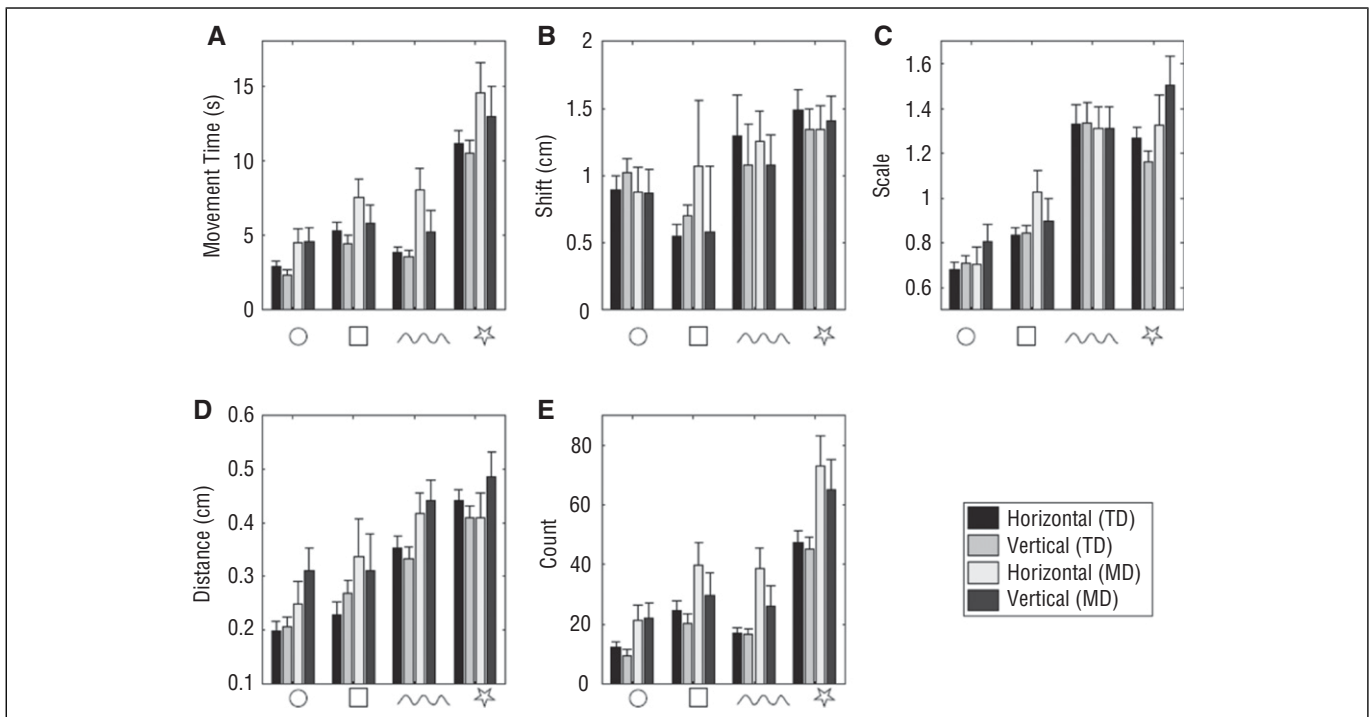 A
Movement Time (s)
15
10
5
0
B
Shift (cm)
2
1.5
1
0.5
0
C
Scale
1.6
1.4
1.2
1
0.8
0.6
D
Distance (cm)
0.6
0.5
0.4
0.3
0.2
0.1
E
Count
80
60
40
20
0
Horizontal (TD)
Vertical (TD)
Horizontal (MD)
Vertical (MD)